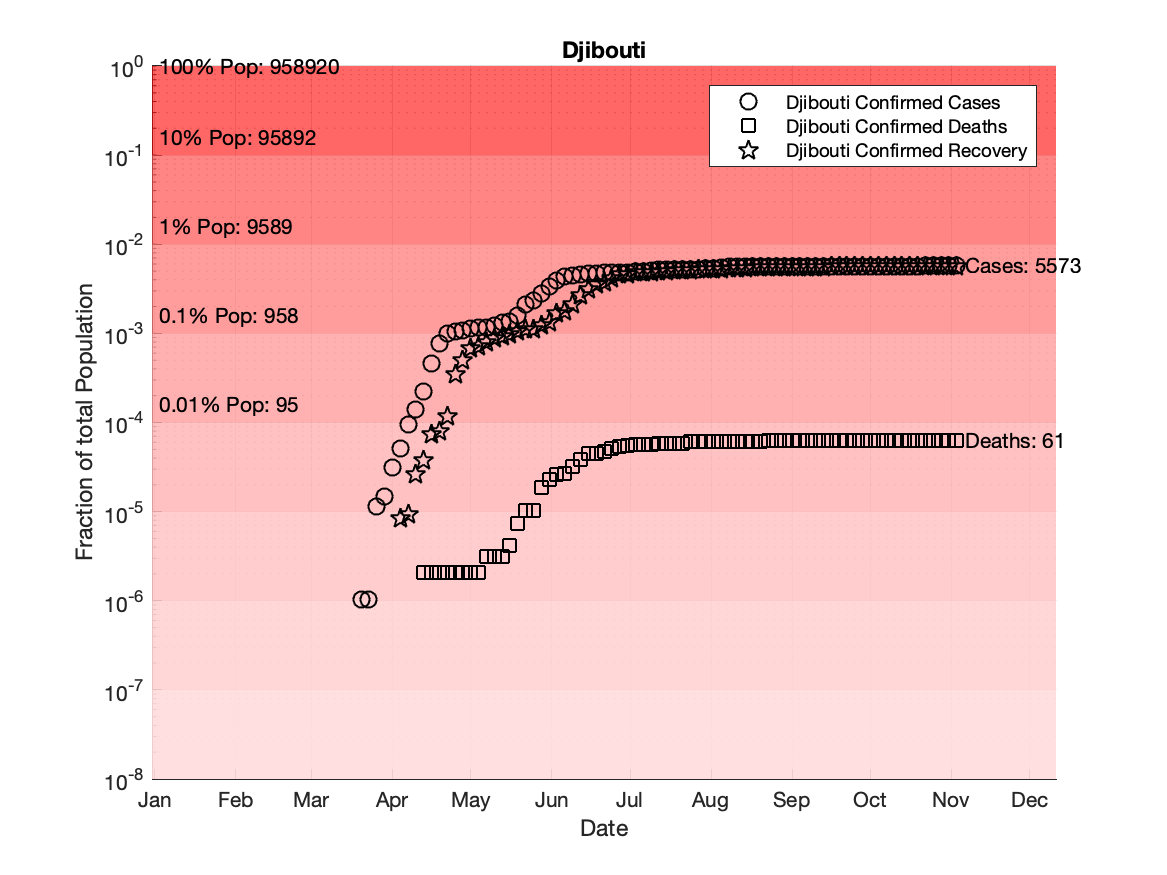 Djibouti
10^0
10^-1
10^-2
10^-3
10^-4
10^-5
10^-6
10^-7
10^-8
Fraction of total Population
100% Pop: 958920
10% Pop: 95892
1% Pop: 9589
0.1% Pop: 958
0.01% Pop: 95
Djibouti Confirmed Cases
Djibouti Confirmed Deaths
Djibouti Confirmed Recovery
Cases: 5573
Deaths: 61
Jan Feb Mar Apr May Jun Jul Aug Sep Oct Nov Dec
Date